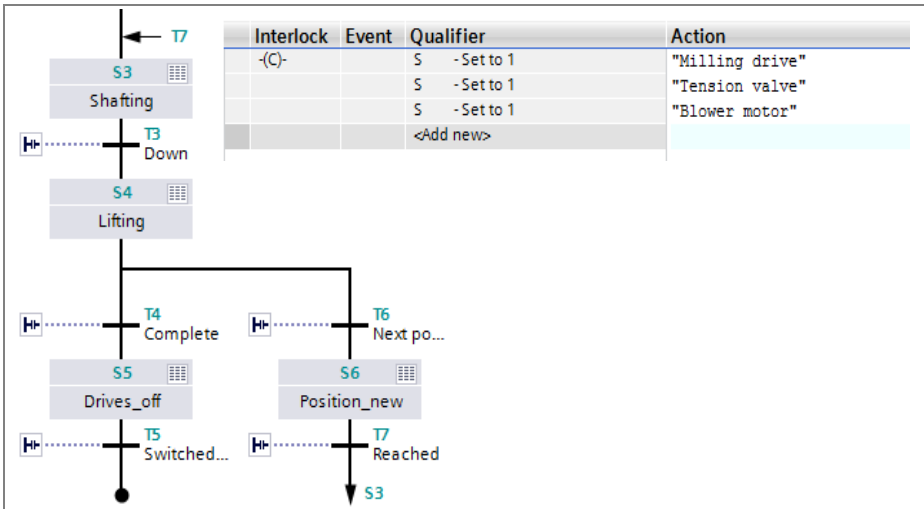 T7
Interlock Event Qualifier Action
-(C)- S - Set to 1 "Milling drive"
S - Set to 1 "Tension valve"
S - Set to 1 "Blower motor"
<Add new>
S3
Shafting
T3
Down
S4
Lifting
T4 T6
Complete Next po...
S5 S6
Drives_off Position_new
T5 T7
Switched... Reached
S3